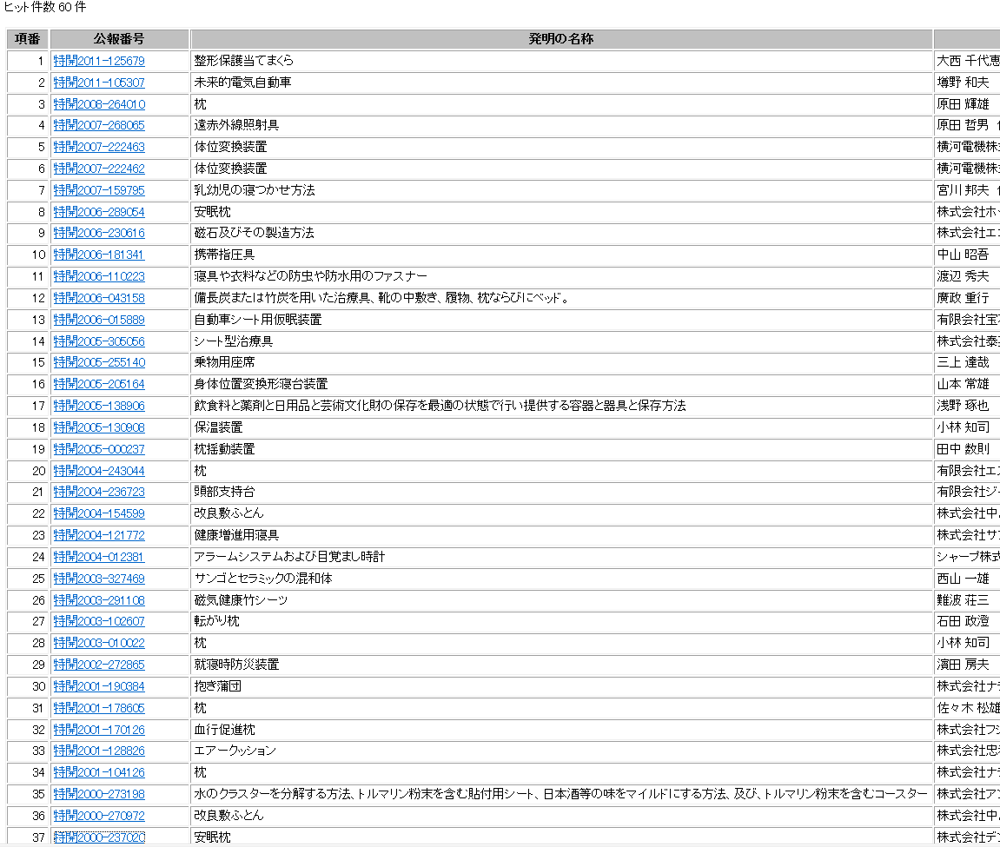 ヒット件数 60 件
項番 公報番号 発明の名称
1 特開2011-125679 整形保護当てまくら 大西 千代恵
2 特開2011-105307 未来的電気自動車 増野 和夫
3 特開2008-264010 枕 原田 輝雄
4 特開2007-268065 遠赤外線照射具 原田 哲男
5 特開2007-222463 体位変換装置 横河電機株
6 特開2007-222462 体位変換装置 横河電機株
7 特開2007-159795 乳幼児の寝つかせ方法 宮川 邦夫
8 特開2006-289054 安眠枕 株式会社ホ
9 特開2006-230616 磁石及びその製造方法 株式会社エ
10 特開2006-181341 携帯指圧具 中山 昭吾
11 特開2006-110223 寝具や衣料などの防虫や防水用のファスナー 渡辺 秀夫
12 特開2006-043158 備長炭または竹炭を用いた治療具、靴の中敷き、履物、枕ならびにベッド。 廣政 重行
13 特開2006-015889 自動車シート用仮眠装置 有限会社宝
14 特開2005-305056 シート型治療具 株式会社泰
15 特開2005-255140 乗物用座席 三上 達哉
16 特開2005-205164 身体位置変換形寝台装置 山本 常雄
17 特開2005-138906 飲食料と薬剤と日用品と芸術文化財の保存を最適の状態で行い提供する容器と器具と保存方法 浅野 琢也
18 特開2005-130908 保温装置 小林 知司
19 特開2005-000237 枕揺動装置 田中 数則
20 特開2004-243044 枕 有限会社エ
21 特開2004-236723 頭部支持台 有限会社ジ
22 特開2004-154599 改良敷ふとん 株式会社中
23 特開2004-121772 健康増進用寝具 株式会社サ
24 特開2004-012381 アラームシステムおよび目覚まし時計 シャープ株式
25 特開2003-327469 サンゴとセラミックの混和体 西山 一雄
26 特開2003-291108 磁気健康竹シーツ 難波 荘三
27 特開2003-102607 転がり枕 石田 政澄
28 特開2003-010022 枕 小林 知司
29 特開2002-272865 就寝時防災装置 濱田 房夫
30 特開2001-190384 抱き蒲団 株式会社ナ
31 特開2001-178605 枕 佐々木 松雄
32 特開2001-170126 血行促進枕 株式会社フジ
33 特開2001-128826 エアークッション 株式会社忠
34 特開2001-104126 枕 株式会社ナ
35 特開2000-273198 水のクラスターを分解する方法、トルマリン粉末を含む貼付用シート、日本酒等の味をマイルドにする方法、及び、トルマリン粉末を含むコースター 株式会社ア
36 特開2000-270972 改良敷ふとん 株式会社中
37 特開2000-237020 安眠枕 株式会社デ